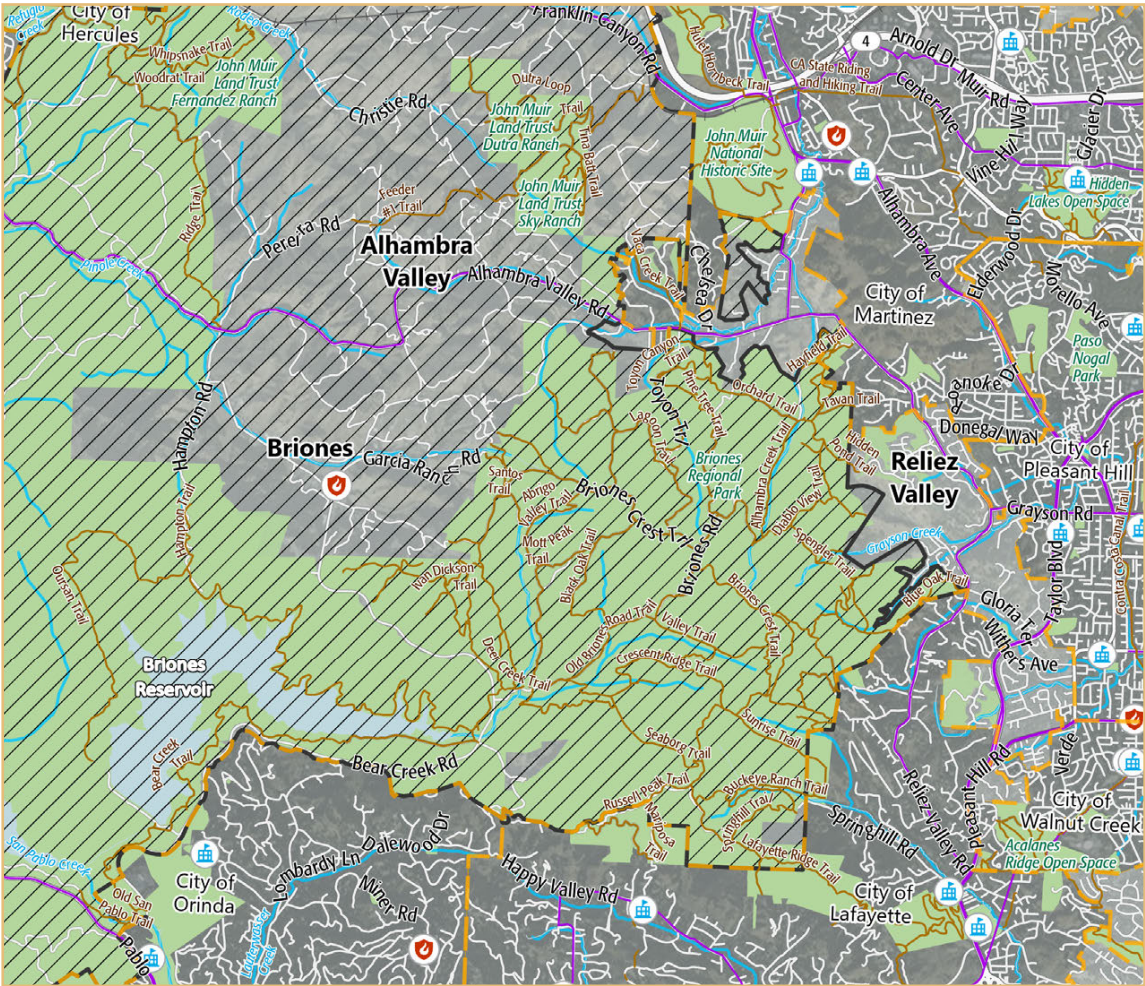 City of
Hercules
Refugio
Creek
Rodeo Creek
Whipsnake Trail
Woodrat Trail
John Muir
Land Trust
Fernandez Ranch
Christie Rd
Franklin Canyon Rd
Dutra Loop
Trail
John Muir
Land Trust
Dutra Ranch
Tina Batt Trail
John Muir
Land Trust
Sky Ranch
Hulet Hornbeck Trail
John Muir
National
Historic Site
4
Arnold Dr
CA State Riding
and Hiking Trail
Center Ave
Muir Rd
Vine Hill Way
Glacier Dr
Hidden
Lakes Open Space
Alhambra Ave
Elderwood Dr
Morello Ave
City of
Martinez
Paso
Nogal
Park
Ridge Trail
Feeder
#1 Trail
Pereira Rd
Alhambra
Valley
Alhambra Valley Rd
Pinole Creek
Vaca Creek Trail
Chelsea Dr
Hayfield Trail
Toyon Canyon
Trail
Toyon Trl
Pine Tree Trail
Orchard Trail
Tavan Trail
Lagoon Trail
Roanoke Dr
Donegal Way
City of
Pleasant Hill
Hampton Rd
Briones
Garcia Ranch Rd
Briones
Regional
Park
Alhambra Creek Trail
Hidden
Pond Trail
Reliez
Valley
Grayson Rd
Santos
Trail
Abrigo
Valley Trail
Briones
Crest Trl
Mott Peak
Trail
Black Oak Trail
Briones Rd
Diablo View
Trail
Spengler Trail
Grayson Creek
Blue Oak Trail
Taylor Blvd
Contra Costa Canal Trail
Hampton Trail
Oursan Trail
Ivan Dickson
Trail
Briones Crest Trail
Gloria Ter
Withers Ave
Old Briones Road Trail
Valley Trail
Crescent Ridge Trail
Deer Creek Trail
Briones
Reservoir
Bear Creek
Trail
Bear Creek Rd
Seaborg Trail
Sunrise Trail
Buckeye Ranch Trail
Russell Peak Trail
Mariposa
Trail
Springhill Trail
Lafayette Ridge Trail
Springhill Rd
Reliez Valley Rd
Pleasant Hill Rd
Verde
City of
Walnut Creek
Acalanes
Ridge Open Space
City of
Lafayette
San Pablo Creek
City of
Orinda
Old San
Pablo Trail
Pablo
Lombardy Ln
Dalewood Dr
Miner Rd
Lauterwasser
Creek
Happy Valley Rd